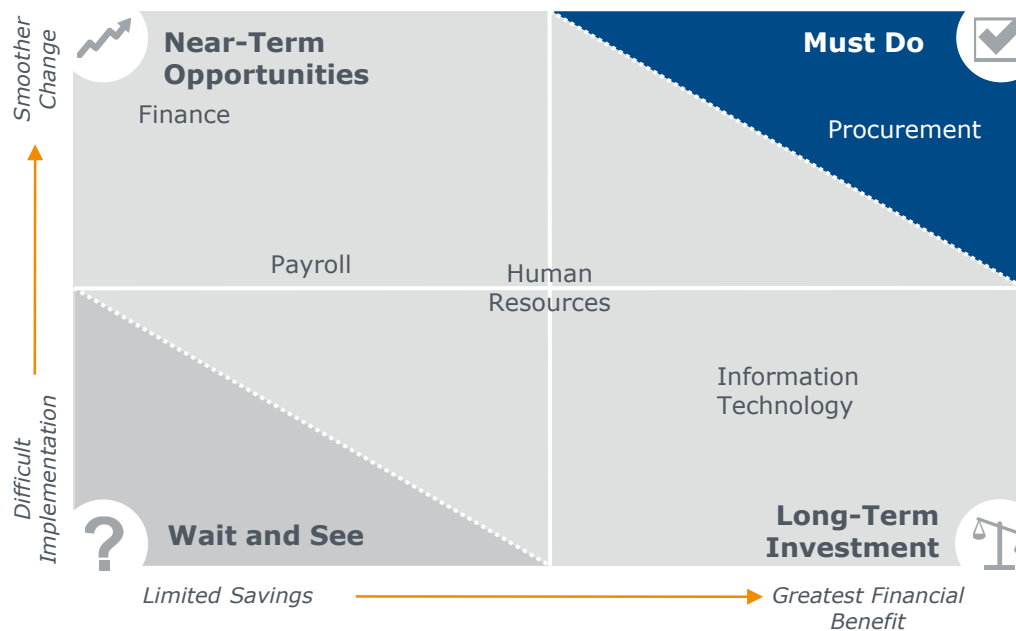 Smoother
Change
Near-Term
Opportunities
Finance
Must Do
Procurement
Payroll
Human
Resources
Information
Technology
Difficult
Implementation
Wait and See
Long-Term
Investment
Limited Savings
Greatest Financial
Benefit